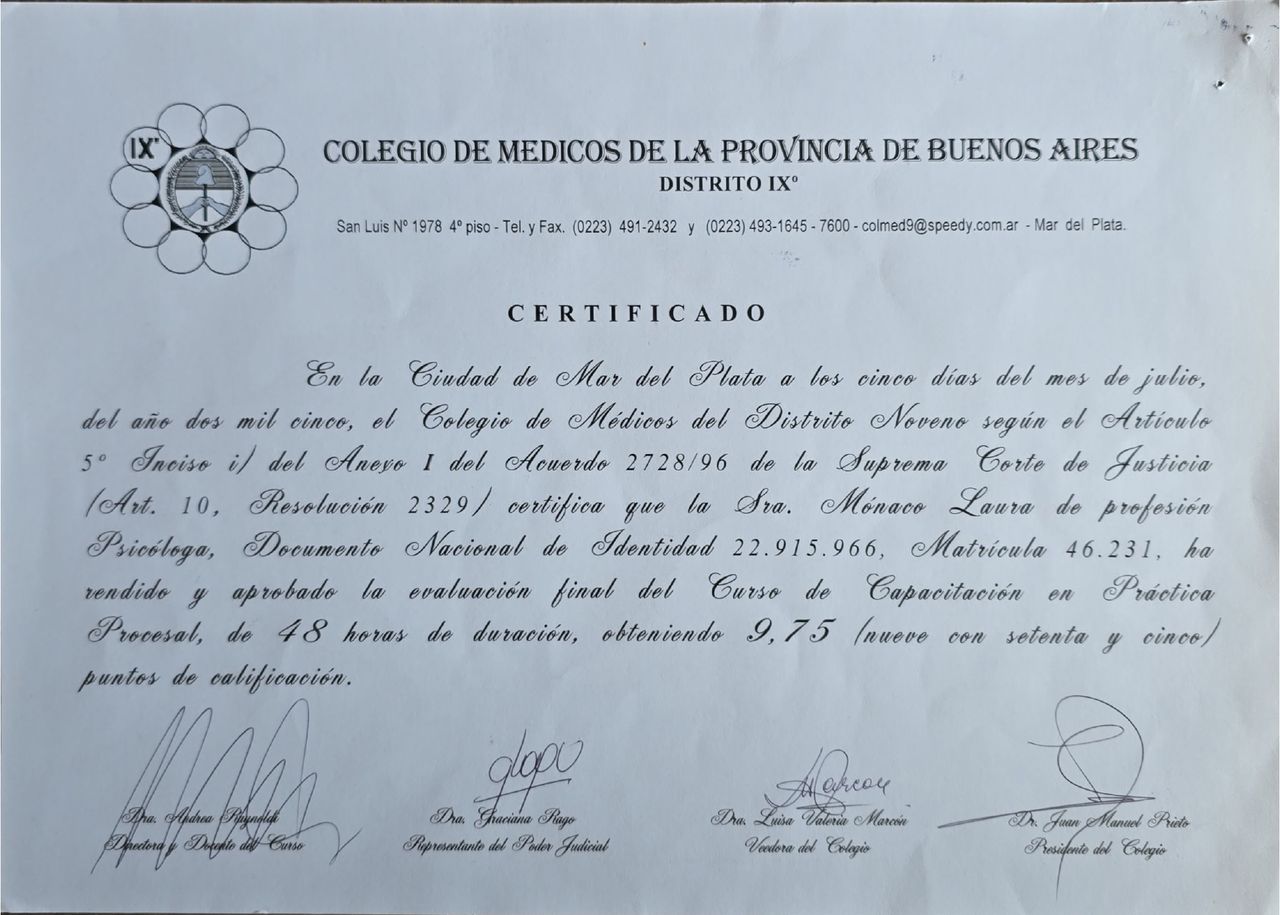 IXº
COLEGIO DE MEDICOS DE LA PROVINCIA DE BUENOS AIRES
DISTRITO IXº
San Luis Nº 1978 4º piso - Tel. y Fax. (0223) 491-2432 y (0223) 493-1645 - 7600 - colmed9@speedy.com.ar - Mar del Plata.
CERTIFICADO
En la Ciudad de Mar del Plata a los cinco días del mes de julio,
del año dos mil cinco, el Colegio de Médicos del Distrito Noveno según el Artículo
5º Inciso i) del Anexo I del Acuerdo 2728/96 de la Suprema Corte de Justicia
(Art. 10, Resolución 2329) certifica que la Sra. Mónaco Laura de profesión
Psicóloga, Documento Nacional de Identidad 22.915.966, Matrícula 46.231, ha
rendido y aprobado la evaluación final del Curso de Capacitación en Práctica
Procesal, de 48 horas de duración, obteniendo 9,75 (nueve con setenta y cinco)
puntos de calificación.
Dra. Andrea Dra. Graciana Rago Dra. Luisa Valeria Marcón Dr. Juan Manuel Prieto
Directora y Docente del Curso Representante del Poder Judicial Veedora del Colegio Presidente del Colegio